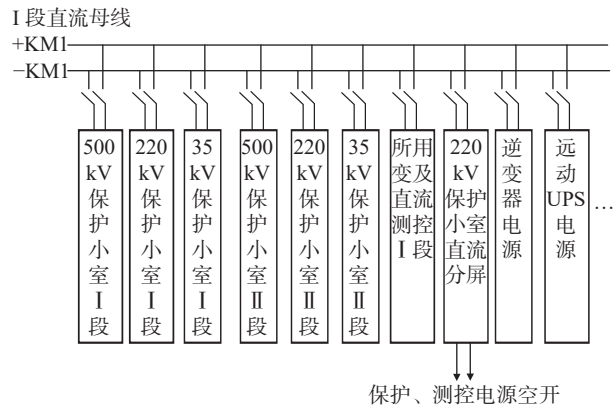 I 段直流母线
+KM1
−KM1
500 kV 保护小室 I 段
220 kV 保护小室 I 段
35 kV 保护小室 I 段
500 kV 保护小室 II 段
220 kV 保护小室 II 段
35 kV 保护小室 II 段
所用变及直流测控 I 段
220 kV 保护小室直流分屏
逆变器电源
远动 UPS 电源
…
保护、测控电源空开